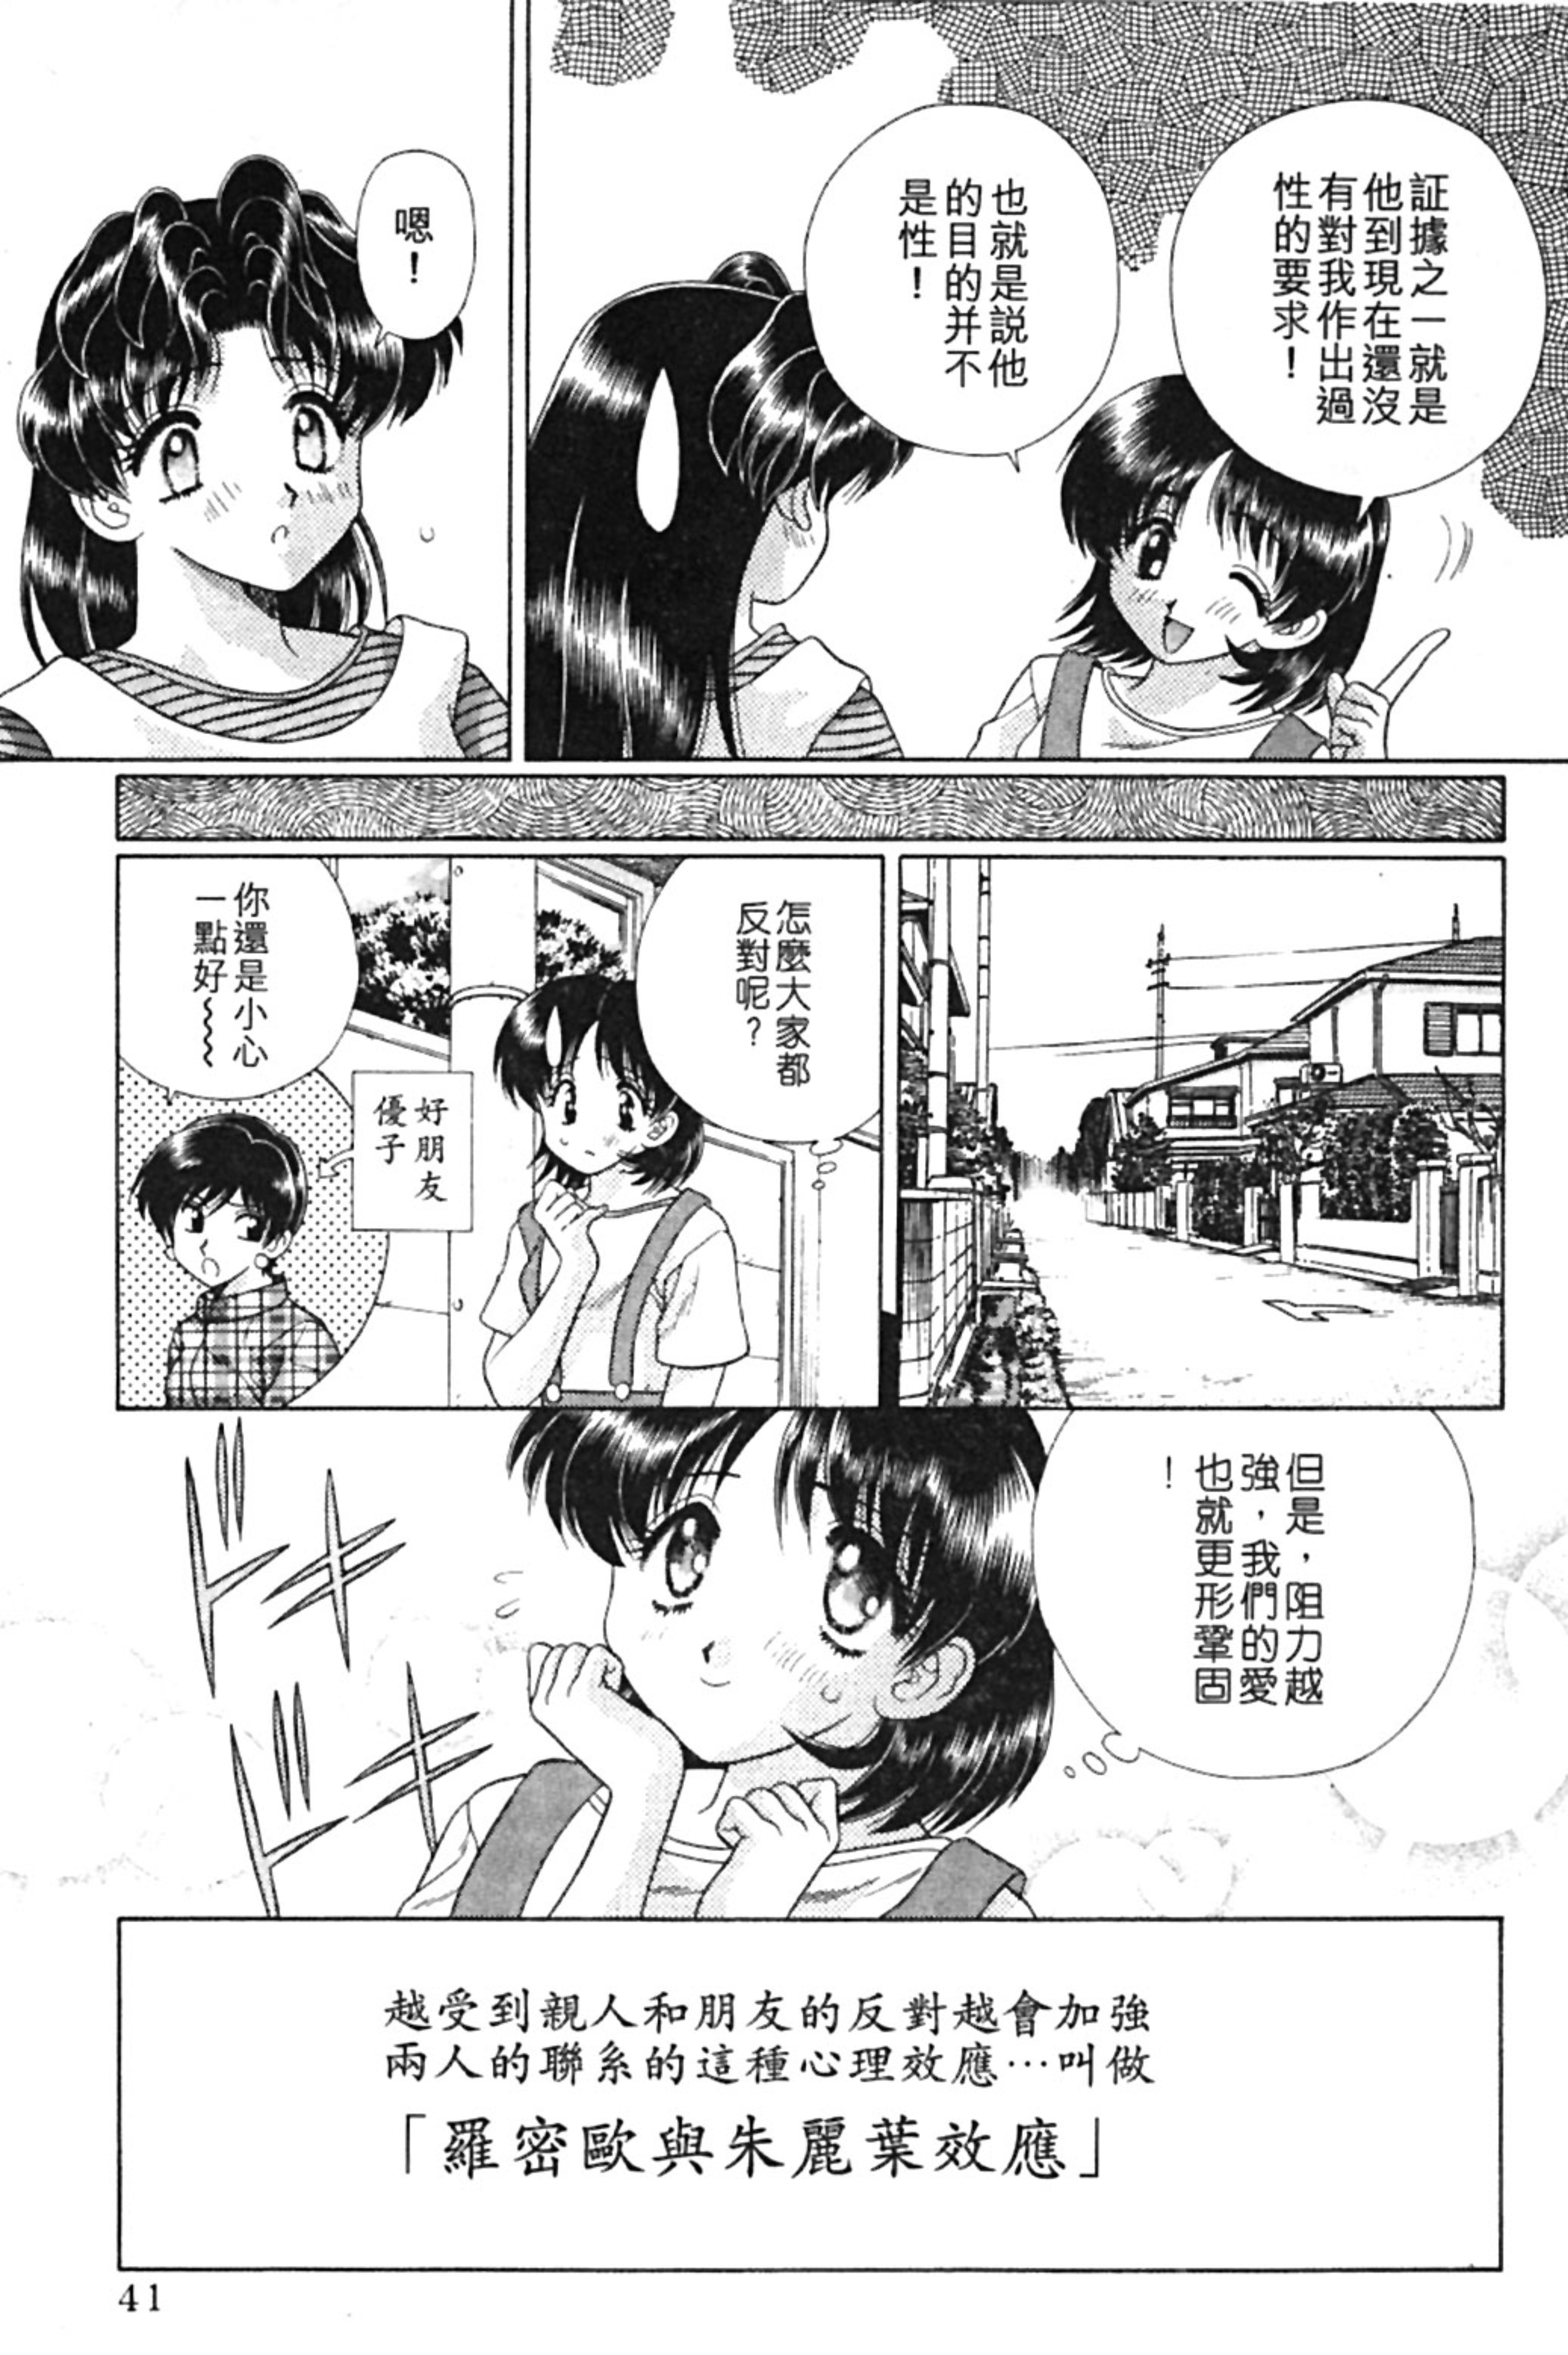 証據之一就是
他到現在還沒
有對我作出過
性的要求！
也就是說他
的目的并不
是性！
嗯！
怎麼大家都
反對呢？
好朋友
優子
你還是小心
一點好～～
但是，阻力越
強，我們的愛
也就更形鞏固
！
ドキ
ドキ
越受到親人和朋友的反對越會加強
兩人的聯系的這種心理效應…叫做
「羅密歐與朱麗葉效應」
41